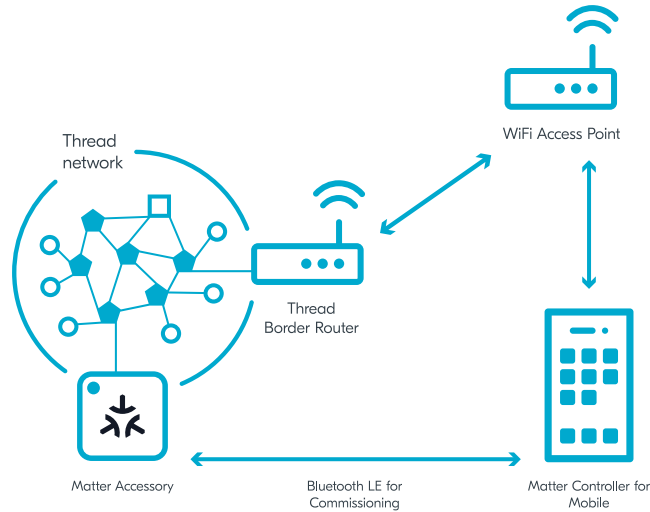 WiFi Access Point
Thread
network
Thread
Border Router
Matter Accessory
Bluetooth LE for
Commissioning
Matter Controller for
Mobile